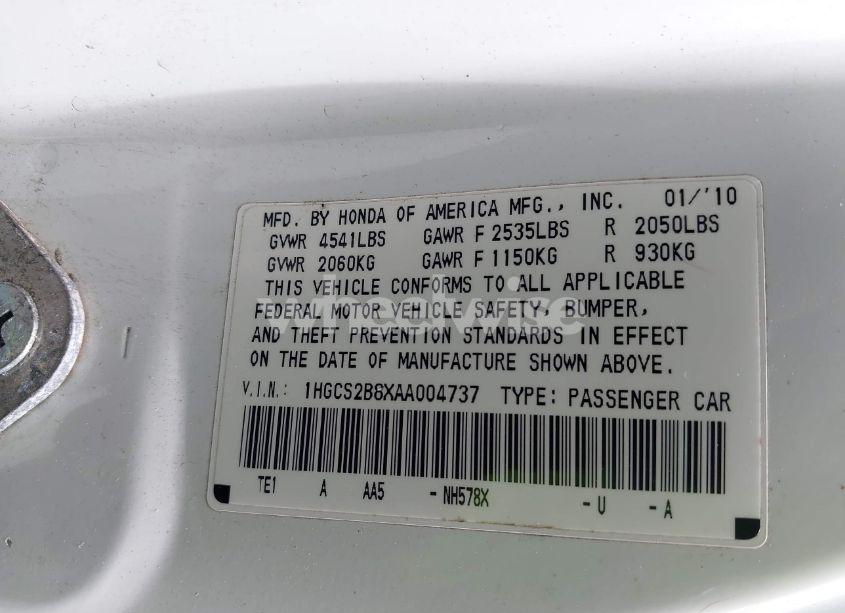 MFD. BY HONDA OF AMERICA MFG., INC. 01/'10
GVWR 4541LBS GAWR F 2535LBS R 2050LBS
GVWR 2060KG GAWR F 1150KG R 930KG
THIS VEHICLE CONFORMS TO ALL APPLICABLE
FEDERAL MOTOR VEHICLE SAFETY, BUMPER,
AND THEFT PREVENTION STANDARDS IN EFFECT
ON THE DATE OF MANUFACTURE SHOWN ABOVE.
V.I.N.: 1HGCS2B8XAA004737 TYPE: PASSENGER CAR
TE1 A AA5 -NH578X -U -A
wheelwise